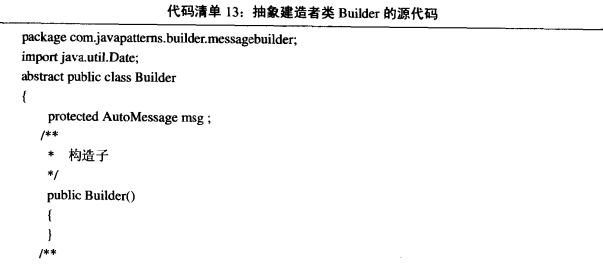 代码清单 13：抽象建造者类 Builder 的源代码
package com.javapatterns.builder.messagebuilder;
import java.util.Date;
abstract public class Builder
{
protected AutoMessage msg ;
/**
* 构造子
*/
public Builder()
{
}
/**